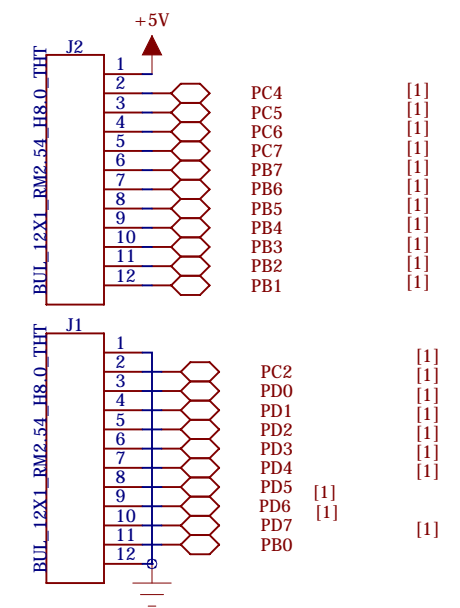 +5V
J2
BUL_12X1_RM2.54_H8.0_THT
1
2 PC4 [1]
3 PC5 [1]
4 PC6 [1]
5 PC7 [1]
6 PB7 [1]
7 PB6 [1]
8 PB5 [1]
9 PB4 [1]
10 PB3 [1]
11 PB2 [1]
12 PB1 [1]
J1
BUL_12X1_RM2.54_H8.0_THT
1 [1]
2 PC2 [1]
3 PD0 [1]
4 PD1 [1]
5 PD2 [1]
6 PD3 [1]
7 PD4 [1]
8 PD5 [1]
9 PD6 [1]
10 PD7 [1]
11 PB0
12